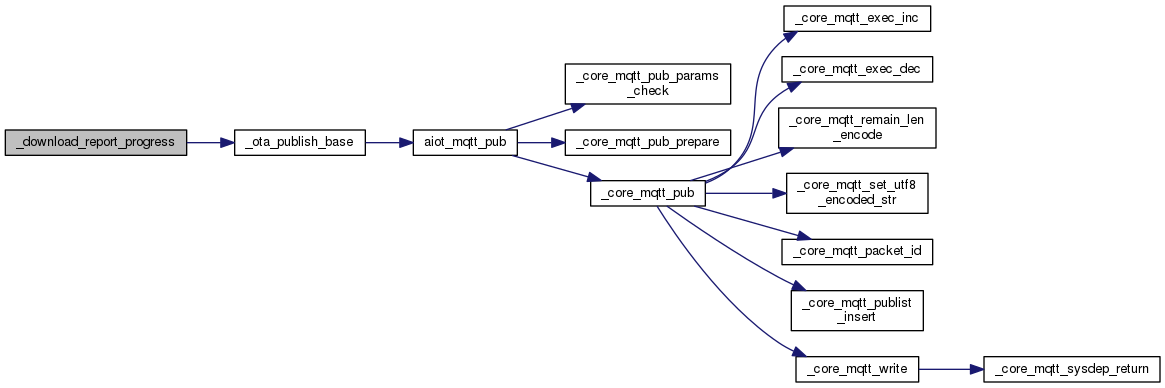 _download_report_progress
_ota_publish_base
aiot_mqtt_pub
_core_mqtt_pub_params
_check
_core_mqtt_pub_prepare
_core_mqtt_pub
_core_mqtt_exec_inc
_core_mqtt_exec_dec
_core_mqtt_remain_len
_encode
_core_mqtt_set_utf8
_encoded_str
_core_mqtt_packet_id
_core_mqtt_publist
_insert
_core_mqtt_write
_core_mqtt_sysdep_return